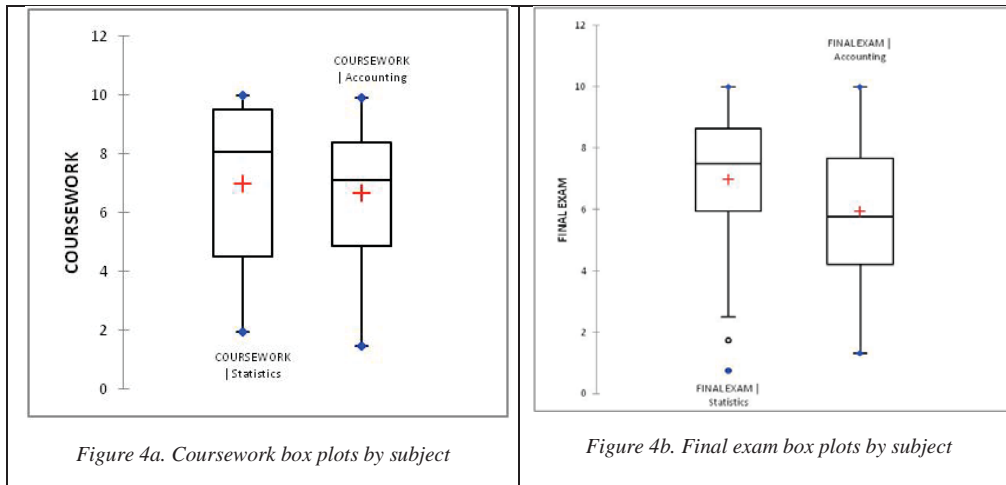 12
10
8
6
4
2
0
COURSEWORK
COURSEWORK
| Accounting
COURSEWORK
| Statistics
Figure 4a. Coursework box plots by subject
12
10
8
6
4
2
0
FINAL EXAM
FINALEXAM |
Accounting
FINALEXAM |
Statistics
Figure 4b. Final exam box plots by subject